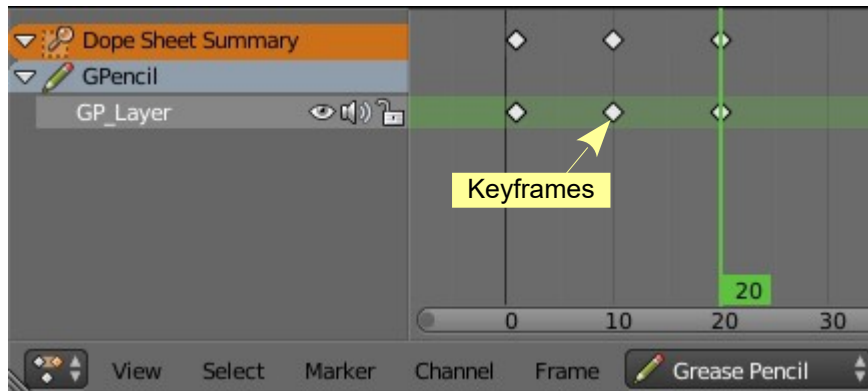 Dope Sheet Summary
GPencil
GP_Layer
Keyframes
20
0 10 20 30
View Select Marker Channel Frame Grease Pencil